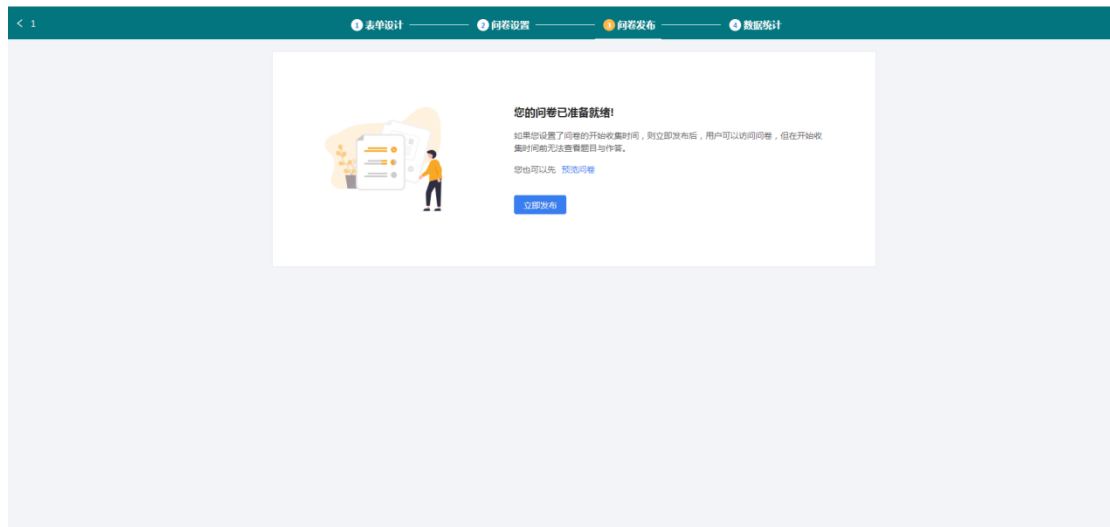 < 1
1 表单设计 2 问卷设置 3 问卷发布 4 数据统计
您的问卷已准备就绪!
如果您设置了问卷的开始收集时间，则立即发布后，用户可以访问问卷，但在开始收
集时间前无法查看题目与作答。
您也可以先 预览问卷
立即发布